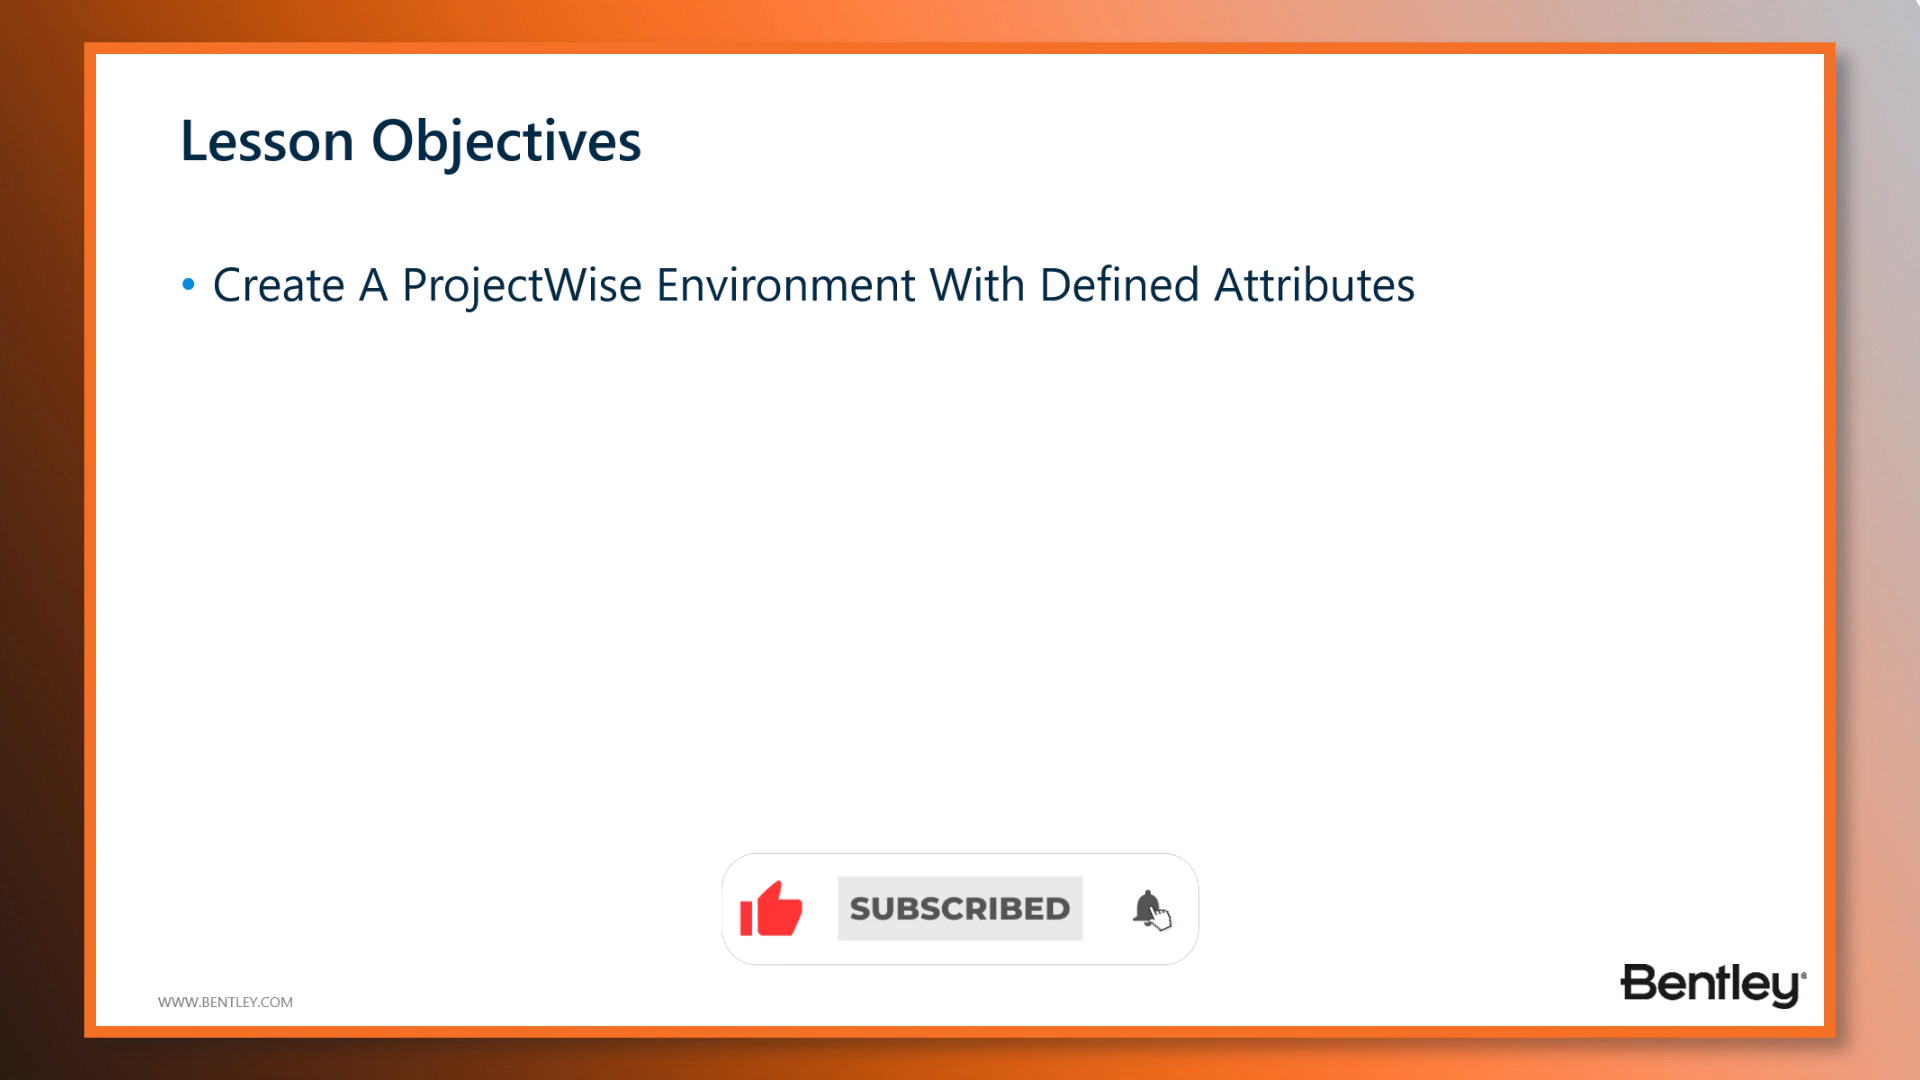 Lesson Objectives
• Create A ProjectWise Environment With Defined Attributes
SUBSCRIBED
WWW.BENTLEY.COM
Bentley®